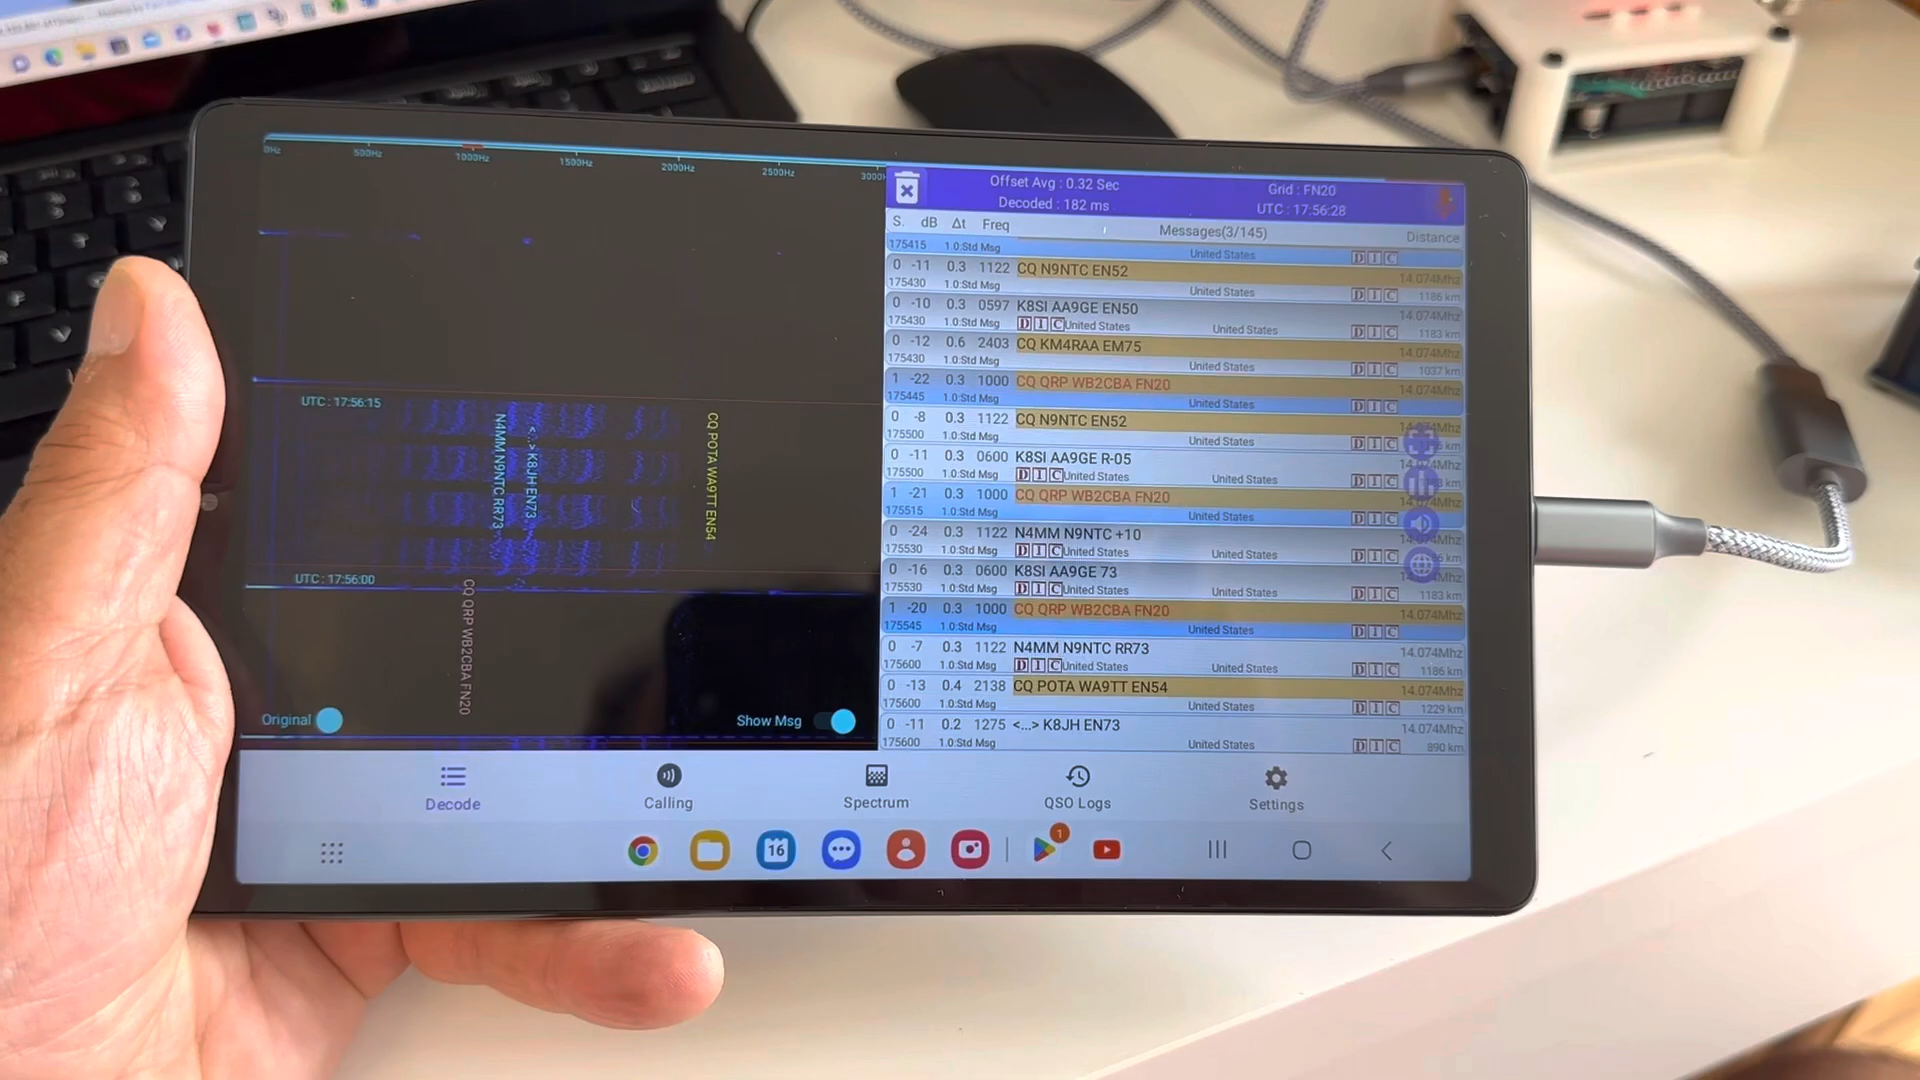 0Hz 500Hz 1000Hz 1500Hz 2000Hz 2500Hz 3000H
UTC : 17:56:15
N4MM N9NTC RR73
<...> K8JH EN73
CQ POTA WA9TT EN54
UTC : 17:56:00
CQ QRP WB2CBA FN20
Original
Show Msg
Offset Avg : 0.32 Sec Grid : FN20
Decoded : 182 ms UTC : 17:56:28
S. dB Δt Freq Messages(3/145) Distance
175415 1.0:Std Msg United States D I C
0 -11 0.3 1122 CQ N9NTC EN52 14.074Mhz
175430 1.0:Std Msg United States D I C 1186 km
0 -10 0.3 0597 K8SI AA9GE EN50 14.074Mhz
175430 1.0:Std Msg D I C United States United States D I C 1183 km
0 -12 0.6 2403 CQ KM4RAA EM75 14.074Mhz
175430 1.0:Std Msg United States D I C 1037 km
1 -22 0.3 1000 CQ QRP WB2CBA FN20 14.074Mhz
175445 1.0:Std Msg United States D I C
0 -8 0.3 1122 CQ N9NTC EN52
175500 1.0:Std Msg United States D I C km
0 -11 0.3 0600 K8SI AA9GE R-05
175500 1.0:Std Msg D I C United States United States D I C km
1 -21 0.3 1000 CQ QRP WB2CBA FN20
175515 1.0:Std Msg United States D I C
0 -24 0.3 1122 N4MM N9NTC +10
175530 1.0:Std Msg D I C United States United States D I C km
0 -16 0.3 0600 K8SI AA9GE 73
175530 1.0:Std Msg D I C United States United States D I C 1183 km
1 -20 0.3 1000 CQ QRP WB2CBA FN20 14.074Mhz
175545 1.0:Std Msg United States D I C
0 -7 0.3 1122 N4MM N9NTC RR73 14.074Mhz
175600 1.0:Std Msg D I C United States United States D I C 1186 km
0 -13 0.4 2138 CQ POTA WA9TT EN54 14.074Mhz
175600 1.0:Std Msg United States D I C 1229 km
0 -11 0.2 1275 <...> K8JH EN73 14.074Mhz
175600 1.0:Std Msg United States D I C 890 km
Decode Calling Spectrum QSO Logs Settings
16 1